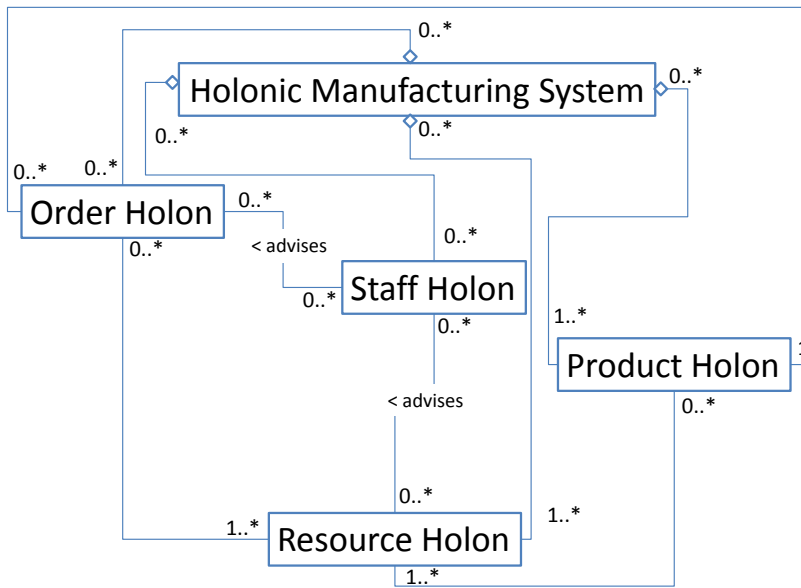 0..*
Holonic Manufacturing System
0..*
0..*
0..*
0..*
0..*
Order Holon
0..*
0..*
< advises
0..*
Staff Holon
0..*
0..*
1..*
1
Product Holon
0..*
< advises
0..*
1..*
Resource Holon
1..*
1..*